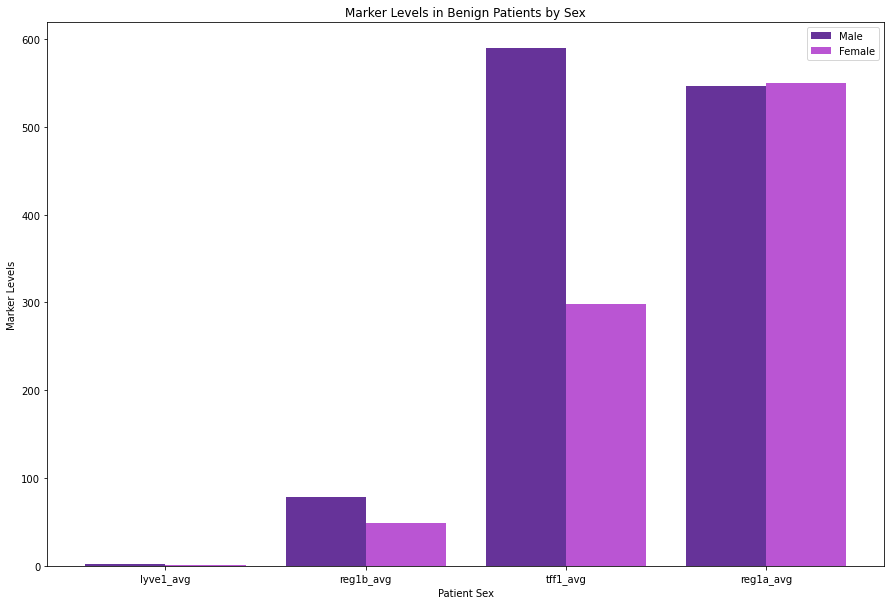 Marker Levels in Benign Patients by Sex
Male
Female
600
500
400
300
200
100
0
Marker Levels
lyve1_avg
reg1b_avg
tff1_avg
reg1a_avg
Patient Sex